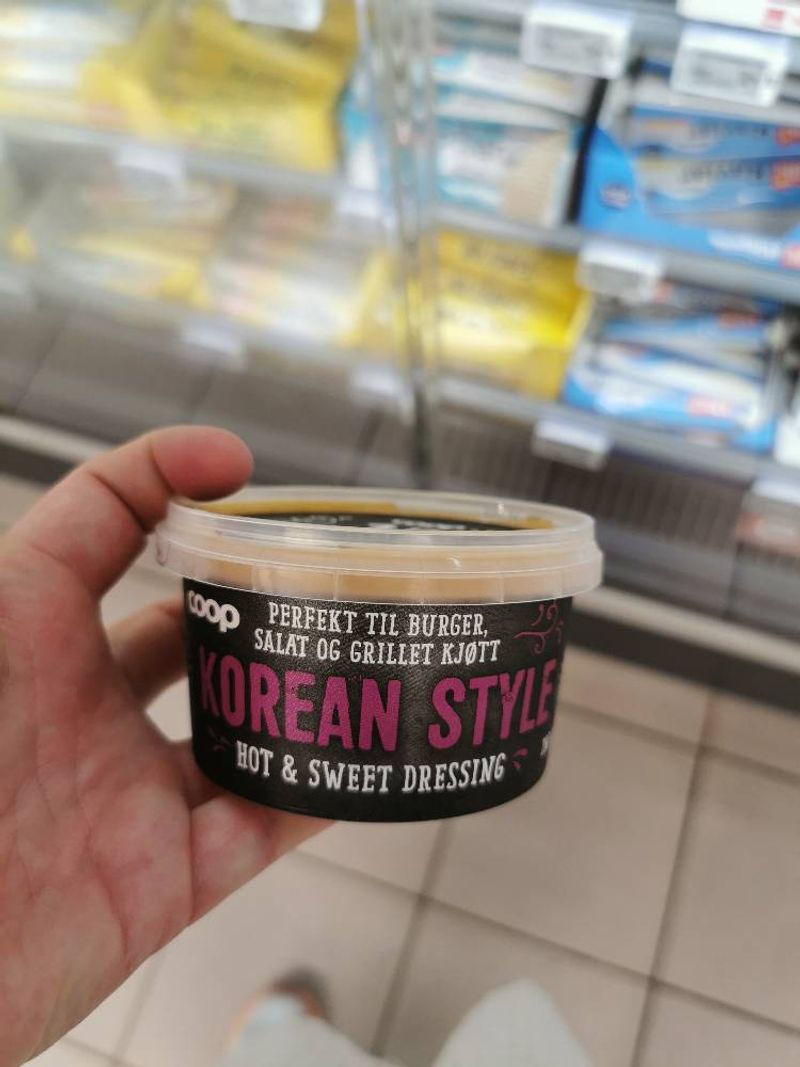 coop
PERFEKT TIL BURGER,
SALAT OG GRILLET KJØTT
KOREAN STYLE
HOT & SWEET DRESSING